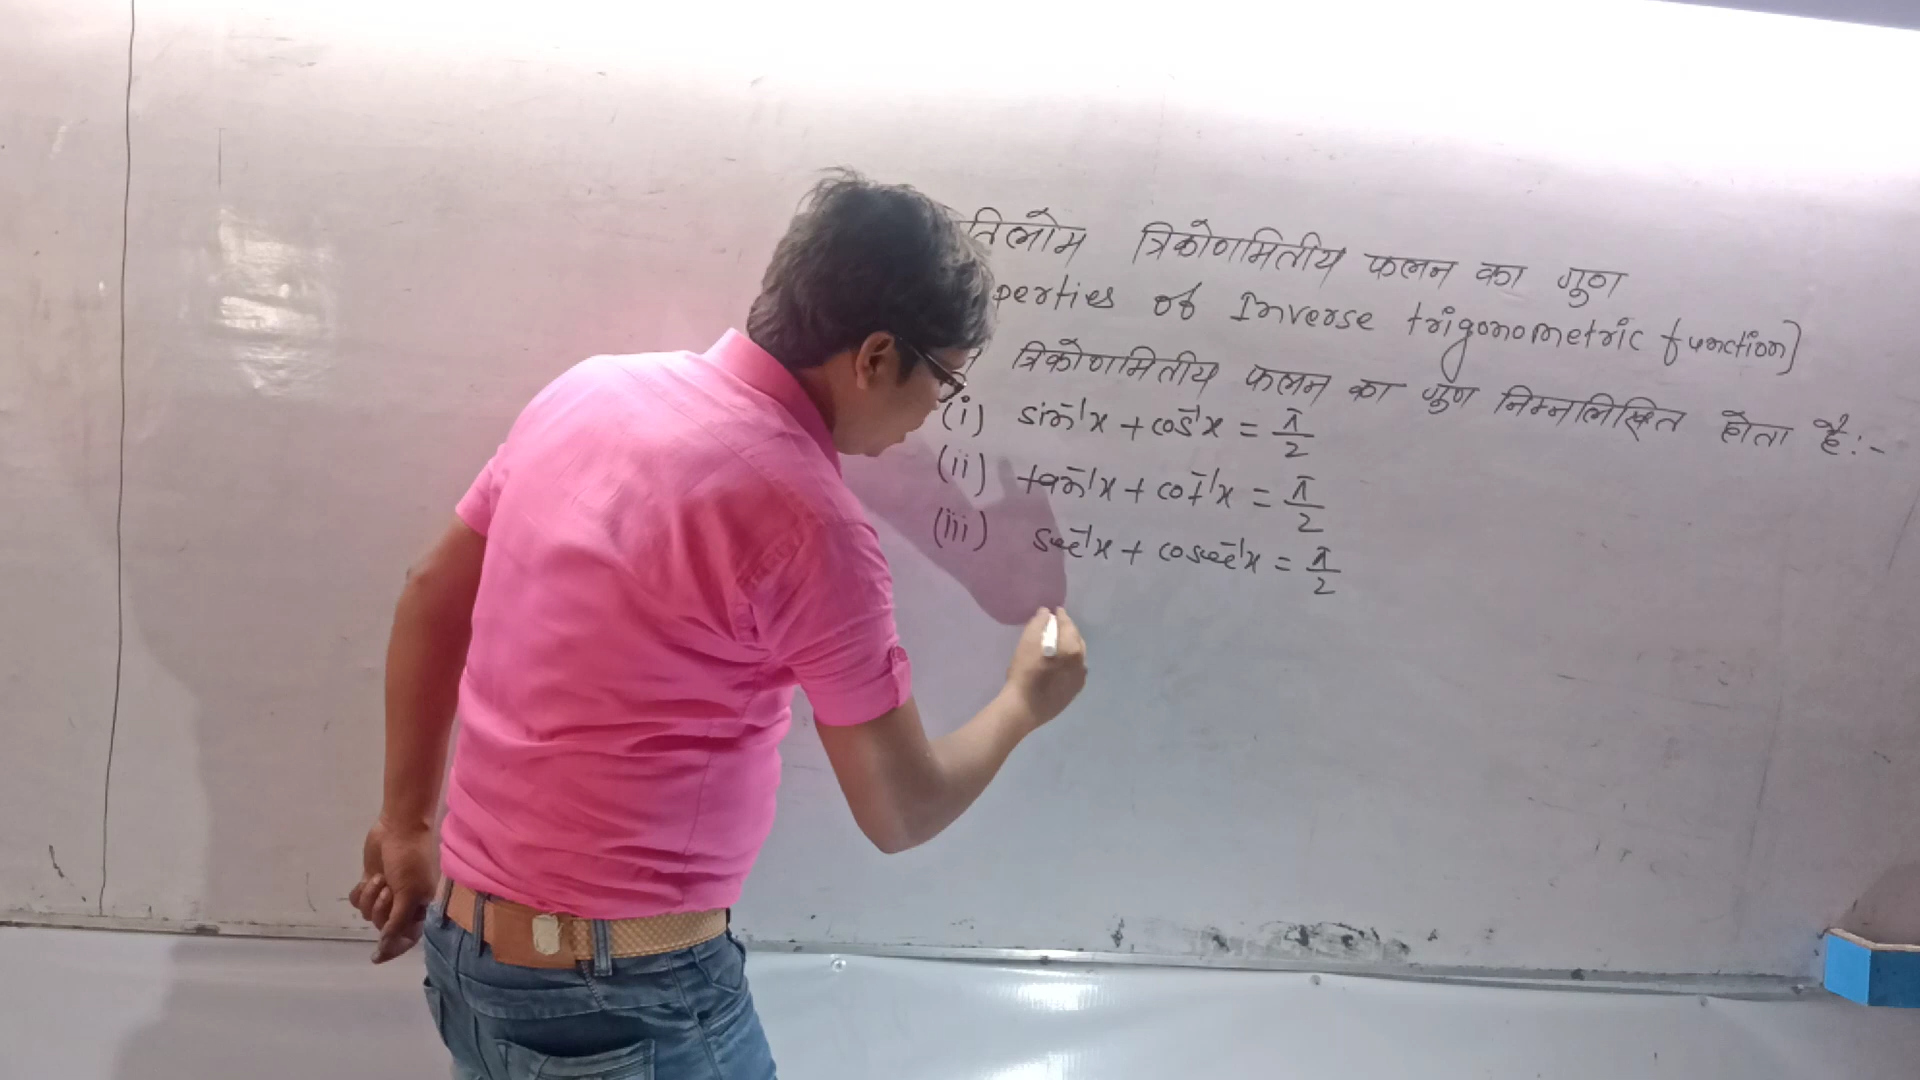 त्रिकोणमितीय फलन का गुण
of Inverse trigonometric function]
त्रिकोणमितीय फलन का गुण निम्नलिखित होता है:-
(i) sin⁻¹x + cos⁻¹x = π/2
(ii) tan⁻¹x + cot⁻¹x = π/2
(iii) sec⁻¹x + cosec⁻¹x = π/2